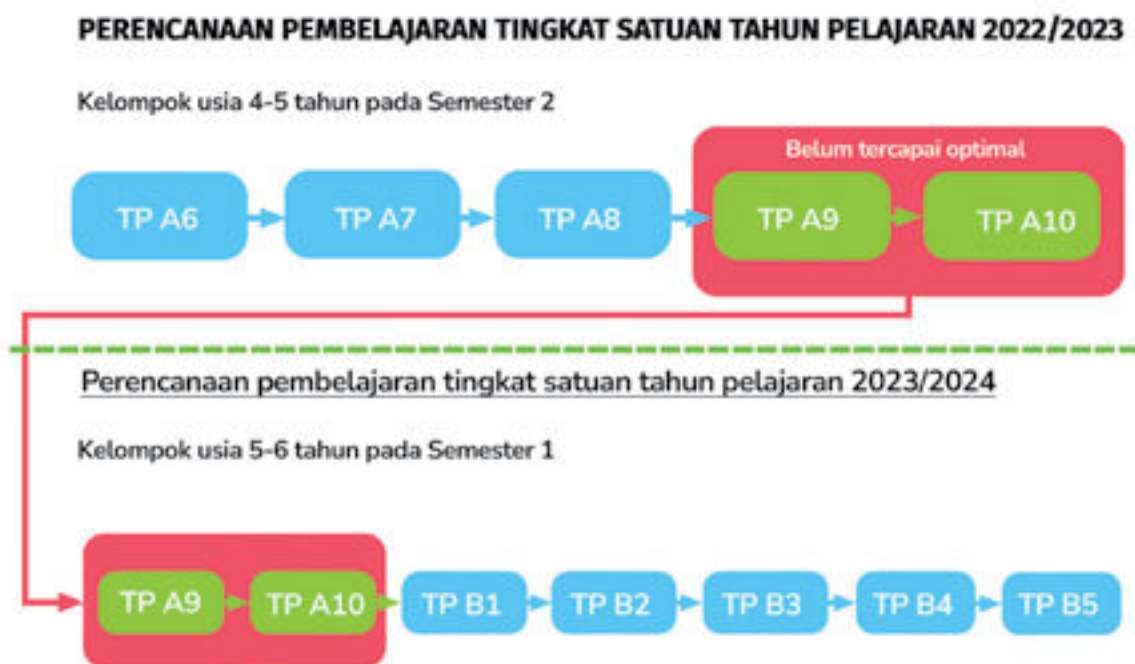 PERENCANAAN PEMBELAJARAN TINGKAT SATUAN TAHUN PELAJARAN 2022/2023
Kelompok usia 4-5 tahun pada Semester 2
Belum tercapai optimal
TP A6
TP A7
TP A8
TP A9
TP A10
Perencanaan pembelajaran tingkat satuan tahun pelajaran 2023/2024
Kelompok usia 5-6 tahun pada Semester 1
TP A9
TP A10
TP B1
TP B2
TP B3
TP B4
TP B5